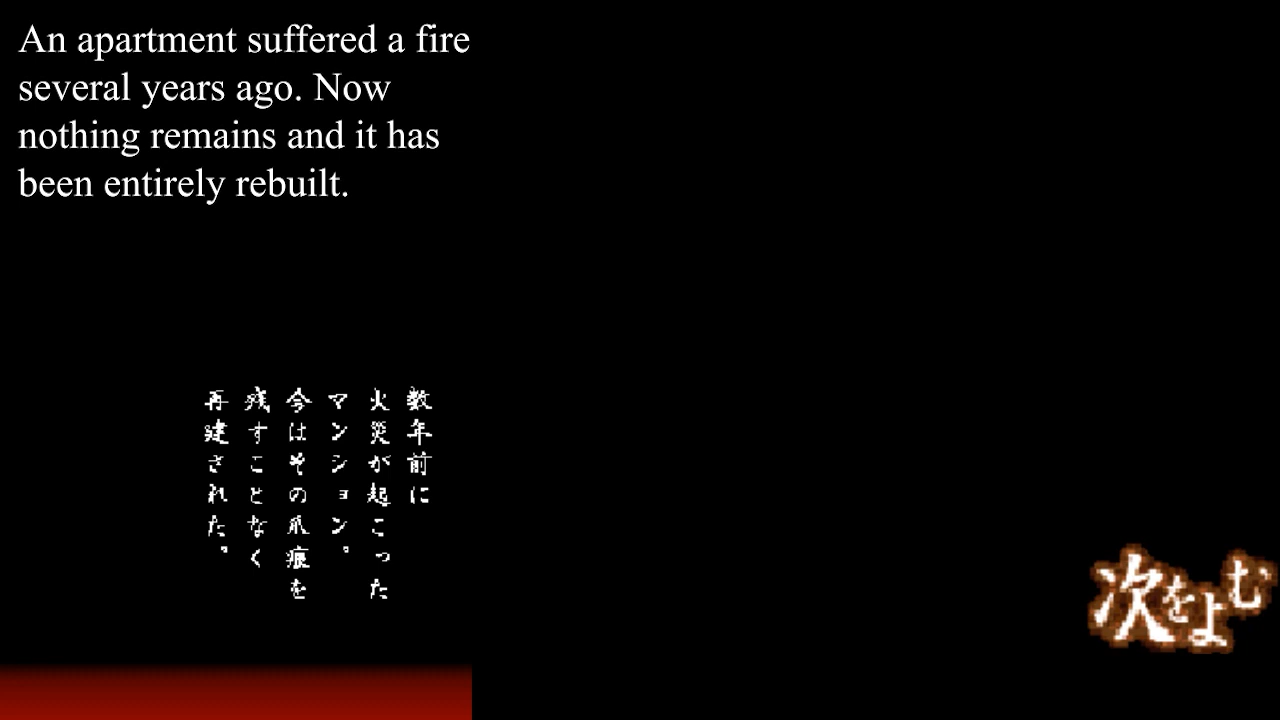 An apartment suffered a fire
several years ago. Now
nothing remains and it has
been entirely rebuilt.
数年前に
火災が起こった
マンション。
今はその爪痕を
残すことなく
再建された。
次をよむ